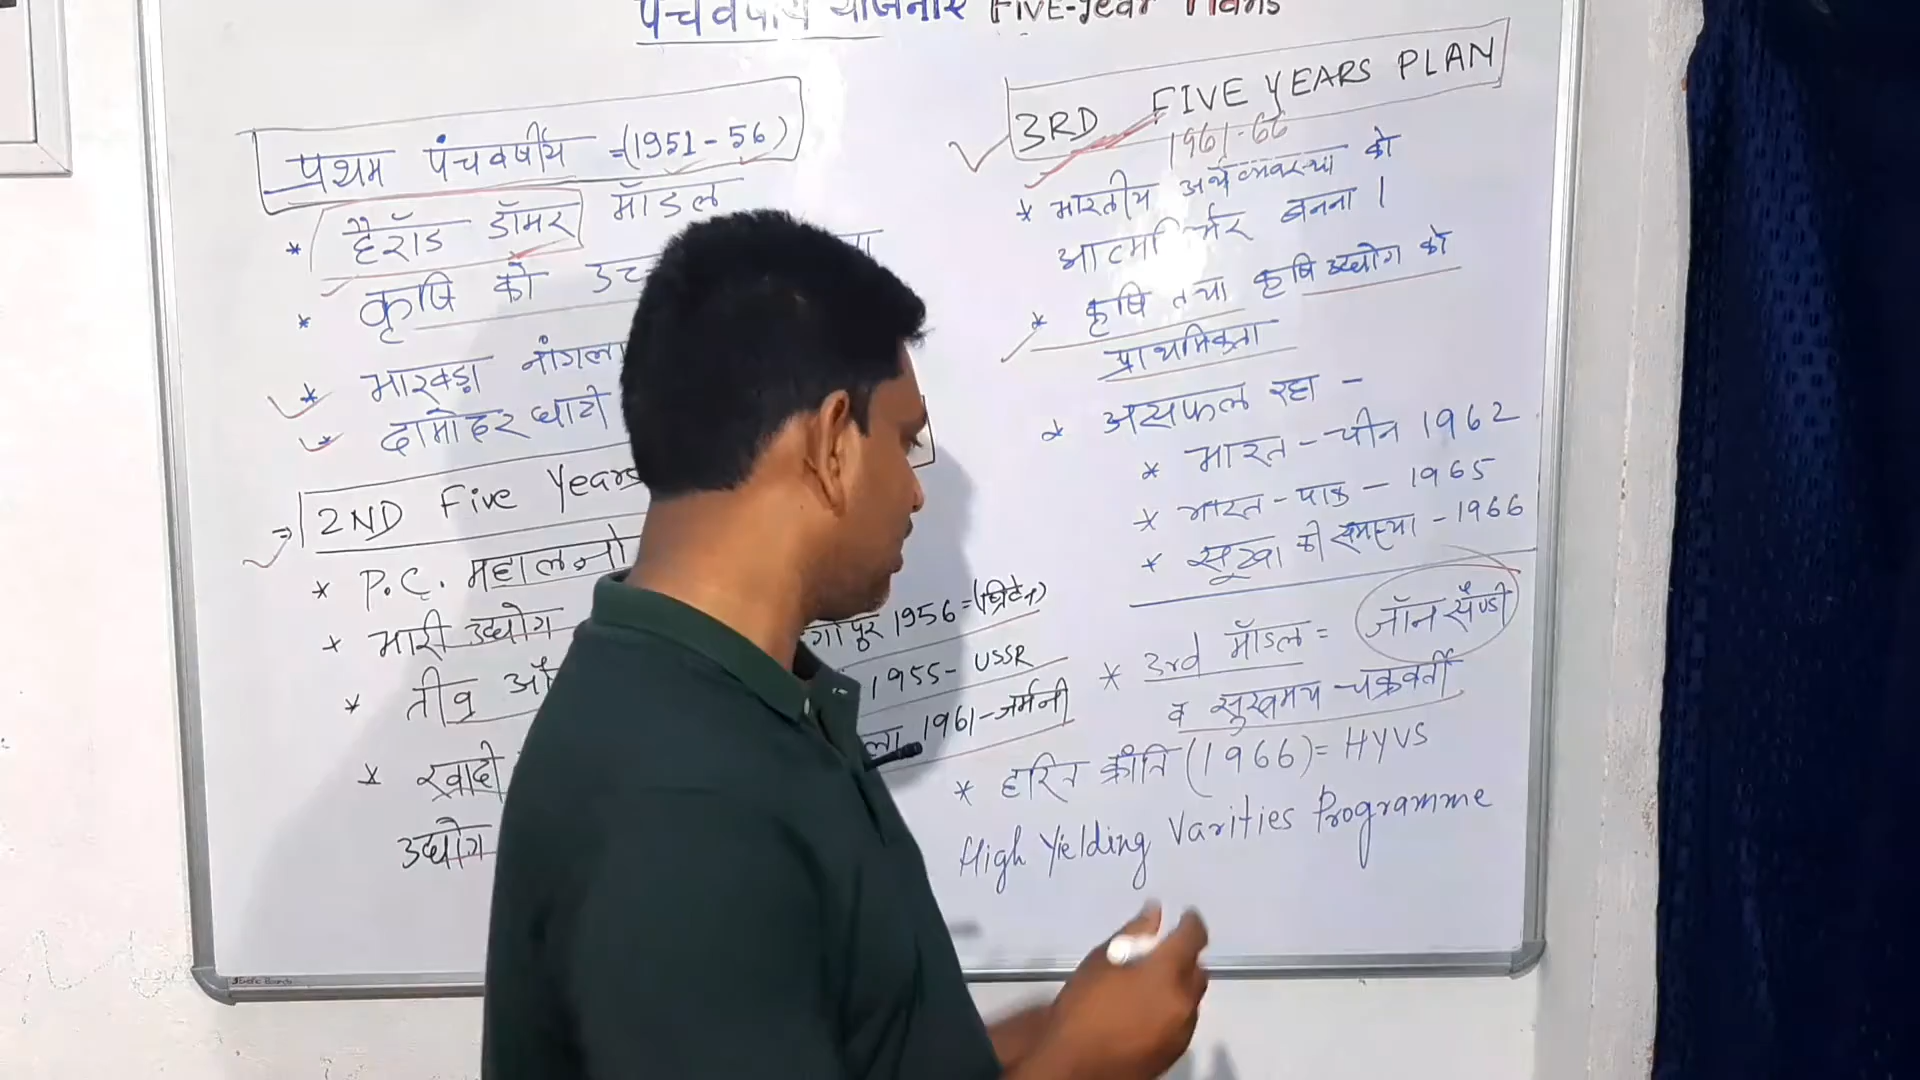 पंचवर्षीय योजनाएं Five-year Plans
प्रथम पंचवर्षीय =(1951-56)
* हैरॉड डॉमर मॉडल
* कृषि को
* भाखड़ा नांगल
* दामोदर घाटी
⇒ 2ND Five Years
* P.C. महालनो
* भारी उद्योग
* तीव्र
* खादी
उद्योग
1956=(ब्रिटेन)
1955- USSR
1961-जर्मनी
3RD FIVE YEARS PLAN
1961-66
* भारतीय अर्थव्यवस्था को
आत्मनिर्भर बनना।
* कृषि तथा कृषि उद्योग को
प्राथमिकता
* असफल रहा -
* भारत-चीन 1962
* भारत-पाक - 1965
* सूखा की समस्या - 1966
* 3rd मॉडल = जॉन सैण्डी
व सुखमय-चक्रवर्ती
* हरित क्रांति (1966)= HYVS
High Yielding Varities Programme